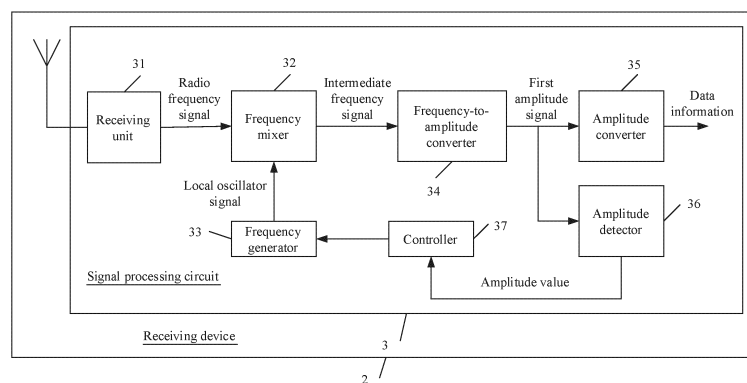 31
Receiving
unit
Radio
frequency
signal
32
Frequency
mixer
Intermediate
frequency
signal
Frequency-to-
amplitude
converter
34
First
amplitude
signal
35
Amplitude
converter
Data
information
Local oscillator
signal
33
Frequency
generator
Controller
37
Amplitude
detector
36
Amplitude value
Signal processing circuit
Receiving device
3
2